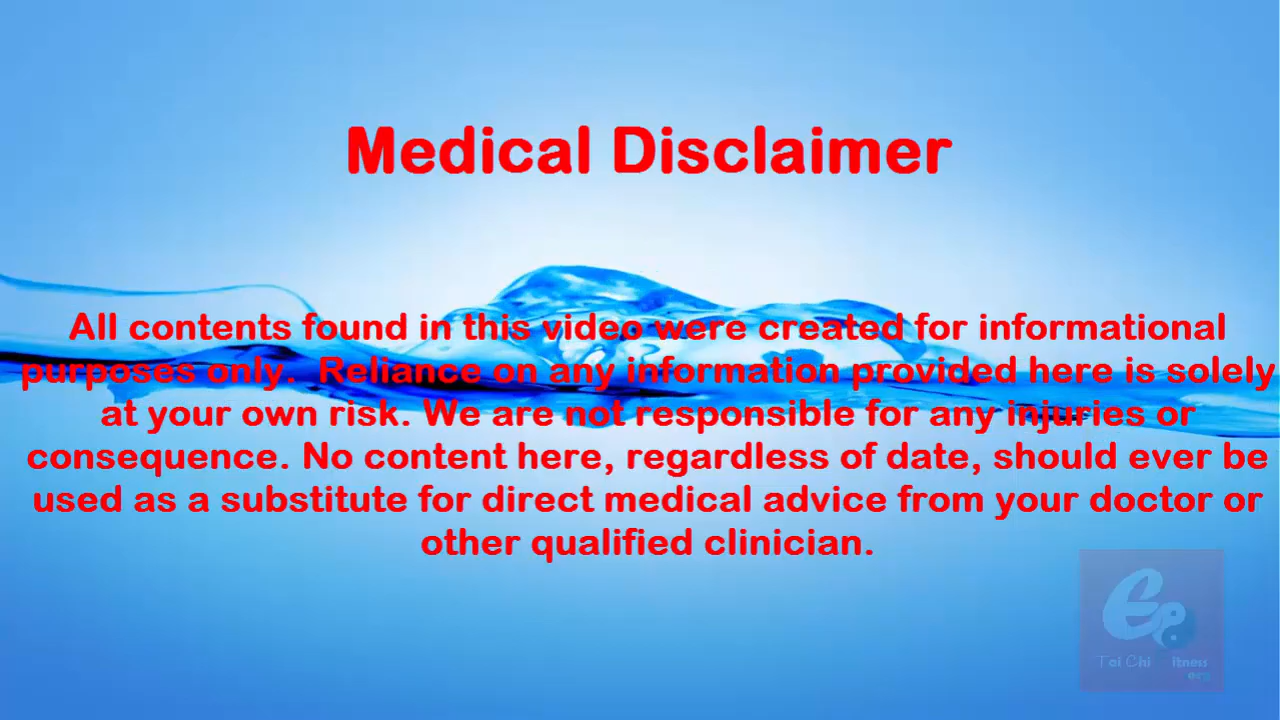 Medical Disclaimer
All contents found in this video were created for informational
purposes only.  Reliance on any information provided here is solely
at your own risk. We are not responsible for any injuries or
consequence. No content here, regardless of date, should ever be
used as a substitute for direct medical advice from your doctor or
other qualified clinician.
Tai Chi itness
.org